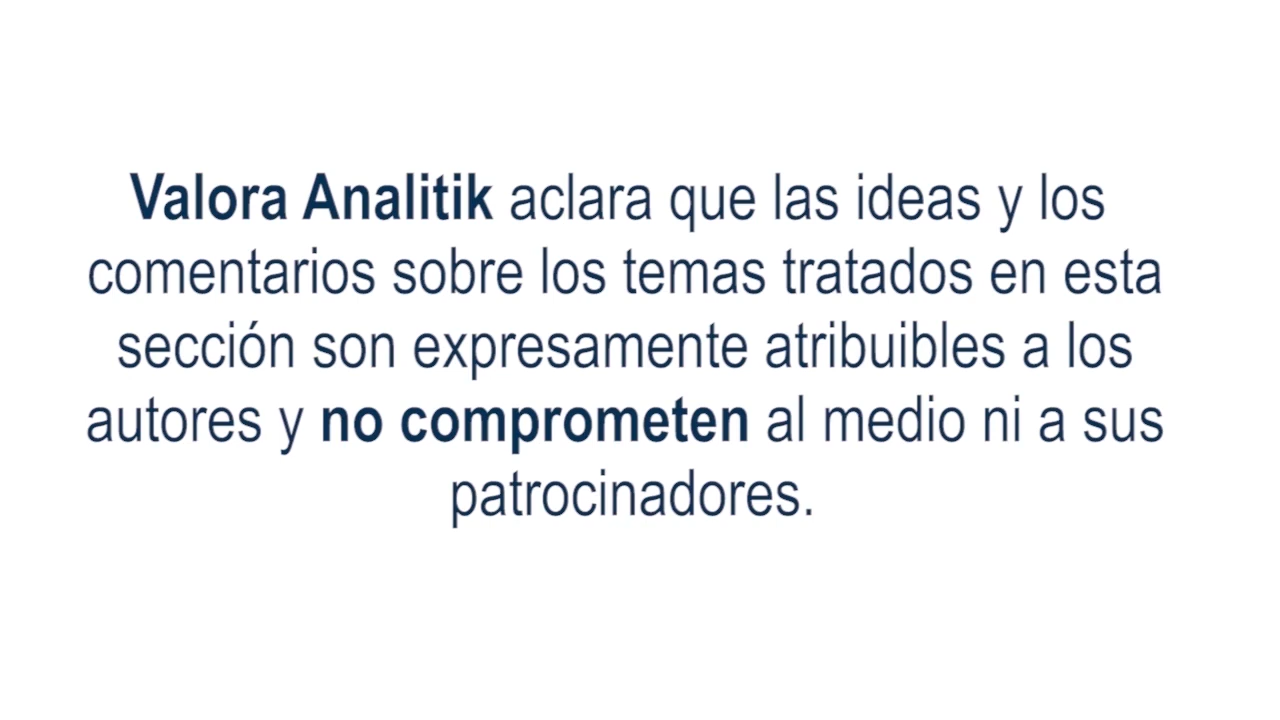 Valora Analitik aclara que las ideas y los
comentarios sobre los temas tratados en esta
sección son expresamente atribuibles a los
autores y no comprometen al medio ni a sus
patrocinadores.